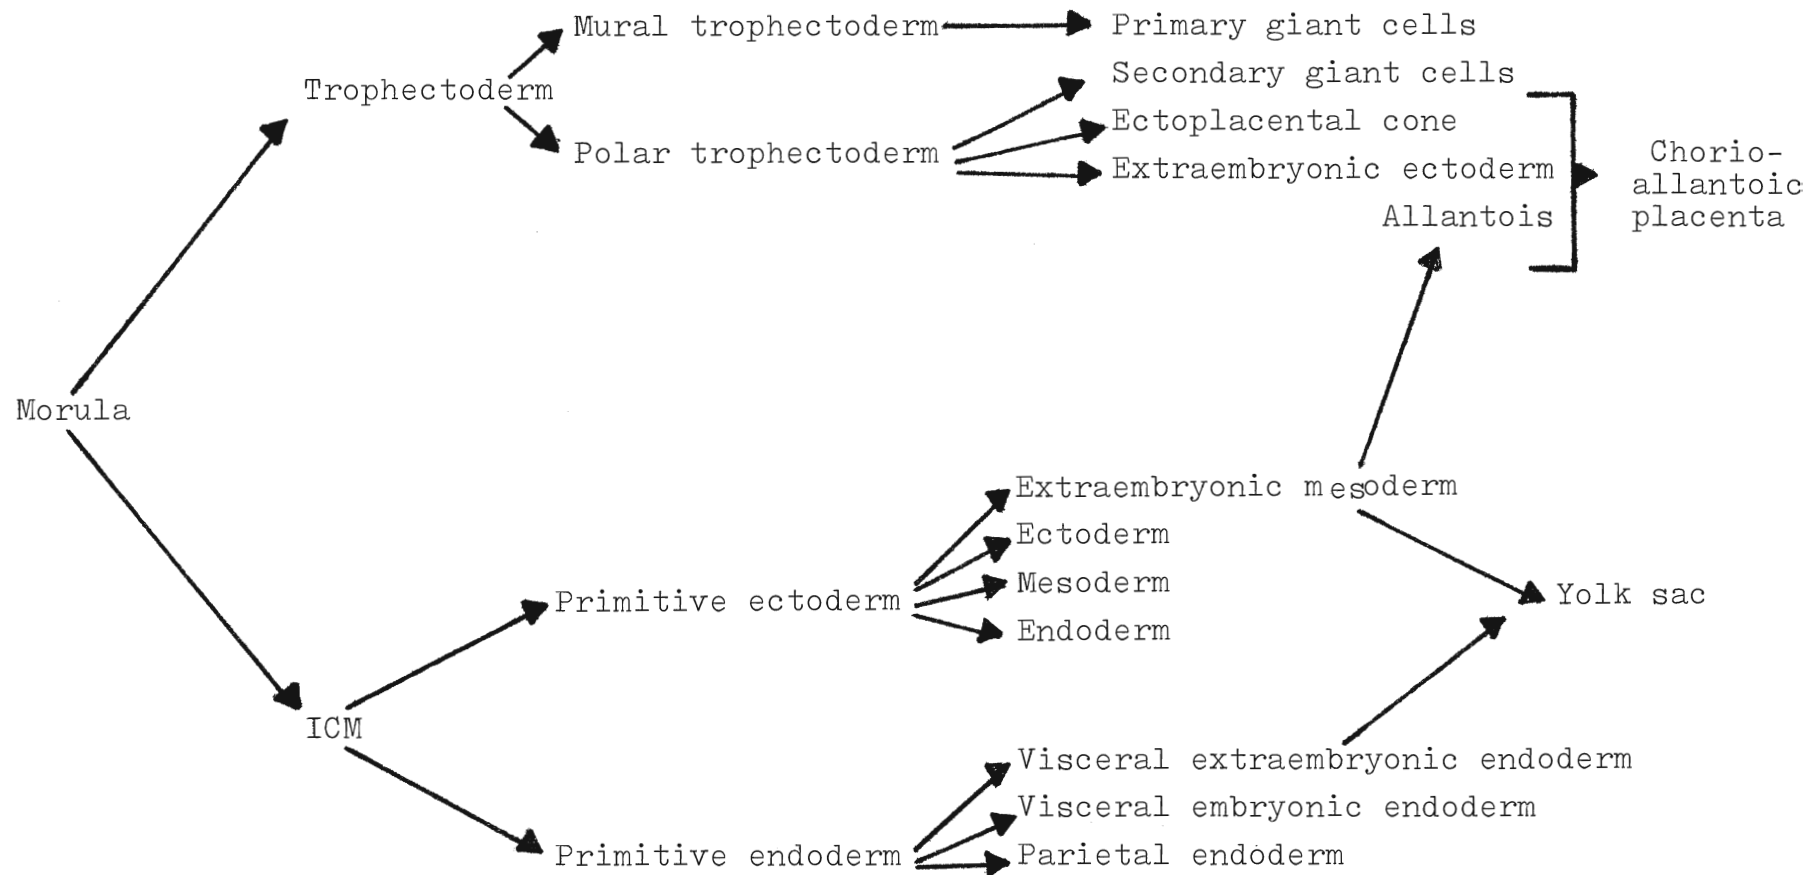 Mural trophectoderm
Primary giant cells
Secondary giant cells
Trophectoderm
Ectoplacental cone
Polar trophectoderm
Extraembryonic ectoderm
Chorio-
allantoic
placenta
Allantois
Morula
Extraembryonic mesoderm
Ectoderm
Mesoderm
Endoderm
Primitive ectoderm
Yolk sac
ICM
Visceral extraembryonic endoderm
Visceral embryonic endoderm
Parietal endoderm
Primitive endoderm